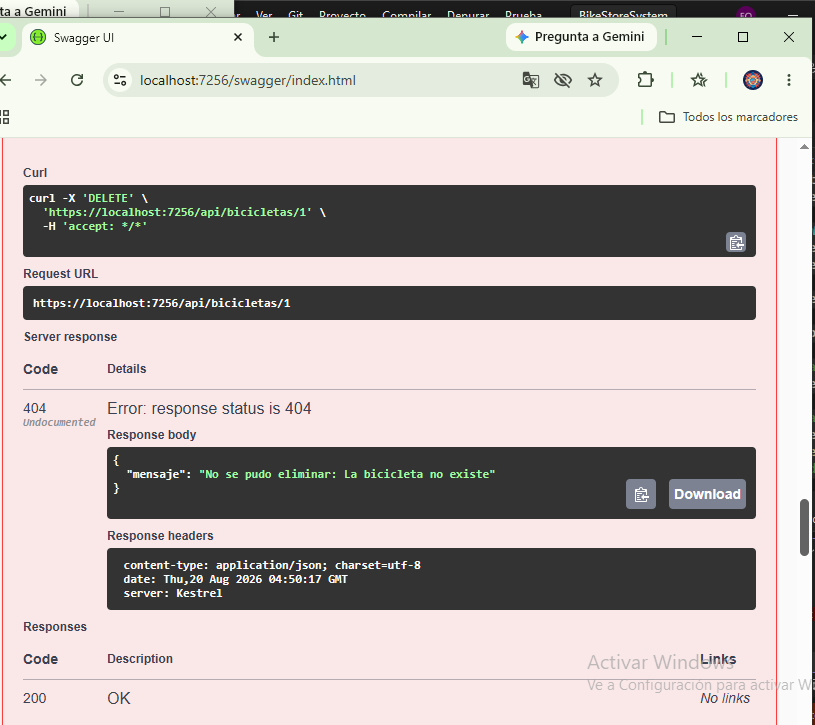 ta a Gemini
Ver Git Proyecto Compilar Depurar Prueba BikeStoreSystem
Swagger UI
Pregunta a Gemini
localhost:7256/swagger/index.html
Todos los marcadores
Curl
curl -X 'DELETE' \
'https://localhost:7256/api/bicicletas/1' \
-H 'accept: */*'
Request URL
https://localhost:7256/api/bicicletas/1
Server response
Code Details
404 Error: response status is 404
Undocumented
Response body
{
"mensaje": "No se pudo eliminar: La bicicleta no existe"
}
Download
Response headers
content-type: application/json; charset=utf-8
date: Thu,20 Aug 2026 04:50:17 GMT
server: Kestrel
Responses
Code Description Links
200 OK No links
Activar Windows
Ve a Configuración para activar Wi